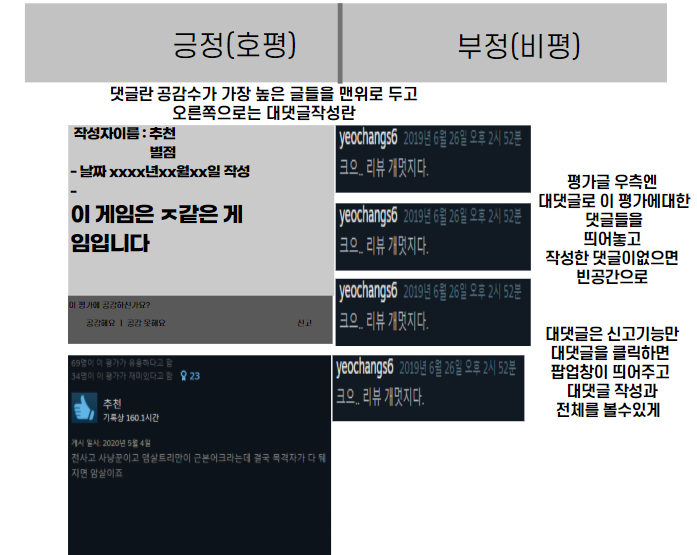 긍정(호평)
부정(비평)
댓글란 공감수가 가장 높은 글들을 맨위로 두고
오른쪽으로는 대댓글작성란
작성자이름 : 추천
별점
- 날짜 xxxx년xx월xx일 작성
-
이 게임은 ㅈ같은 게
임입니다
이 평가에 공감하신가요?
공감해요 | 공감 못해요
신고
yeochangs6 2019년 6월 26일 오후 2시 52분
크으.. 리뷰 개멋지다.
yeochangs6 2019년 6월 26일 오후 2시 52분
크으.. 리뷰 개멋지다.
yeochangs6 2019년 6월 26일 오후 2시 52분
크으.. 리뷰 개멋지다.
yeochangs6 2019년 6월 26일 오후 2시 52분
크으.. 리뷰 개멋지다.
평가글 우측엔
대댓글로 이 평가에대한
댓글들을
띄어놓고
작성한 댓글이없으면
빈공간으로
대댓글은 신고기능만
대댓글을 클릭하면
팝업창이 띄어주고
대댓글 작성과
전체를 볼수있게
69명이 이 평가가 유용하다고 함
34명이 이 평가가 재미있다고 함 23
추천
기록상 160.1시간
게시 일시: 2020년 5월 4일
전사고 사냥꾼이고 앰살트리만이 근본어크라는데 결국 목격자가 다 뒤
지면 암살이죠